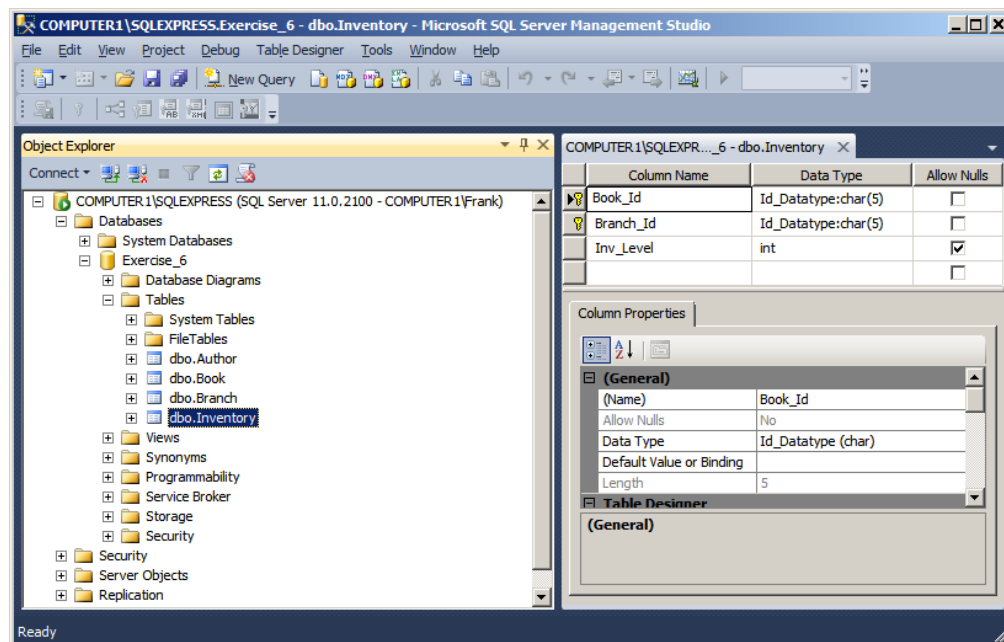 COMPUTER1\SQLEXPRESS.Exercise_6 - dbo.Inventory - Microsoft SQL Server Management Studio
File Edit View Project Debug Table Designer Tools Window Help
New Query
Object Explorer
Connect
COMPUTER1\SQLEXPRESS (SQL Server 11.0.2100 - COMPUTER1\Frank)
Databases
System Databases
Exercise_6
Database Diagrams
Tables
System Tables
FileTables
dbo.Author
dbo.Book
dbo.Branch
dbo.Inventory
Views
Synonyms
Programmability
Service Broker
Storage
Security
Security
Server Objects
Replication
COMPUTER1\SQLEXPR...._6 - dbo.Inventory
Column Name Data Type Allow Nulls
Book_Id Id_Datatype:char(5)
Branch_Id Id_Datatype:char(5)
Inv_Level int
Column Properties
(General)
(Name) Book_Id
Allow Nulls No
Data Type Id_Datatype (char)
Default Value or Binding
Length 5
Table Designer
(General)
Ready